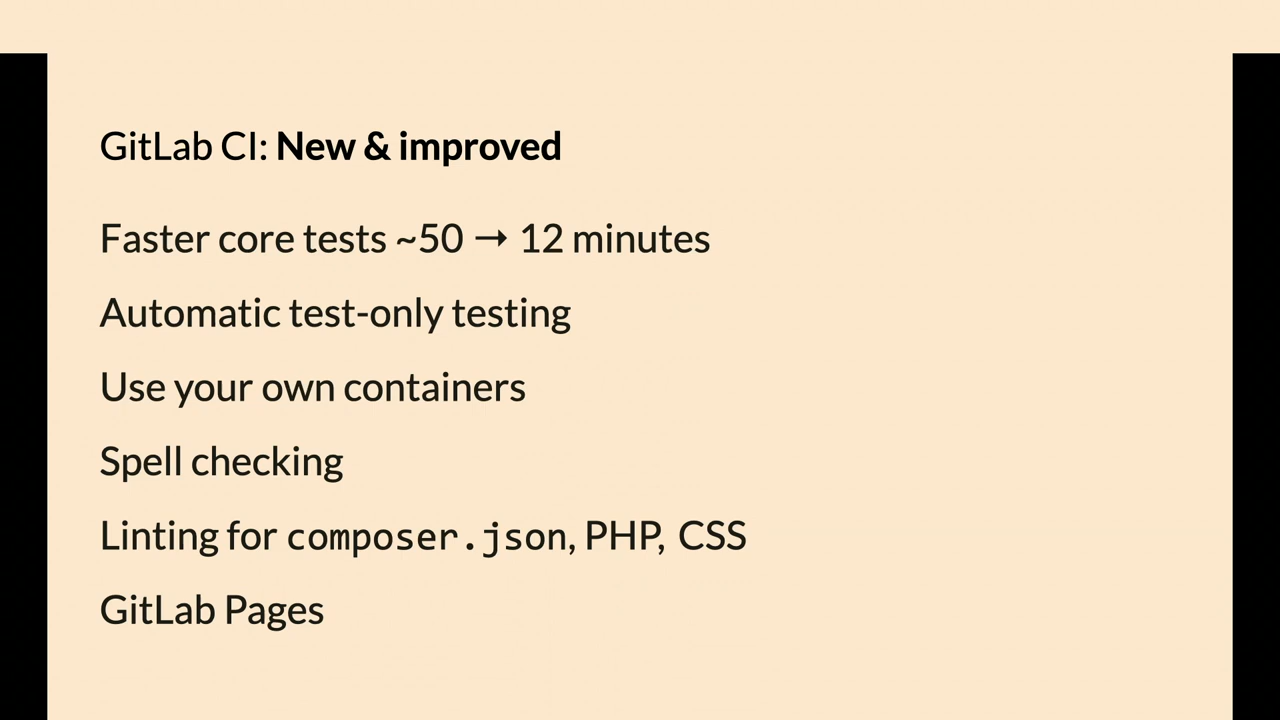 GitLab CI: New & improved
Faster core tests ~50 → 12 minutes
Automatic test-only testing
Use your own containers
Spell checking
Linting for composer.json, PHP, CSS
GitLab Pages